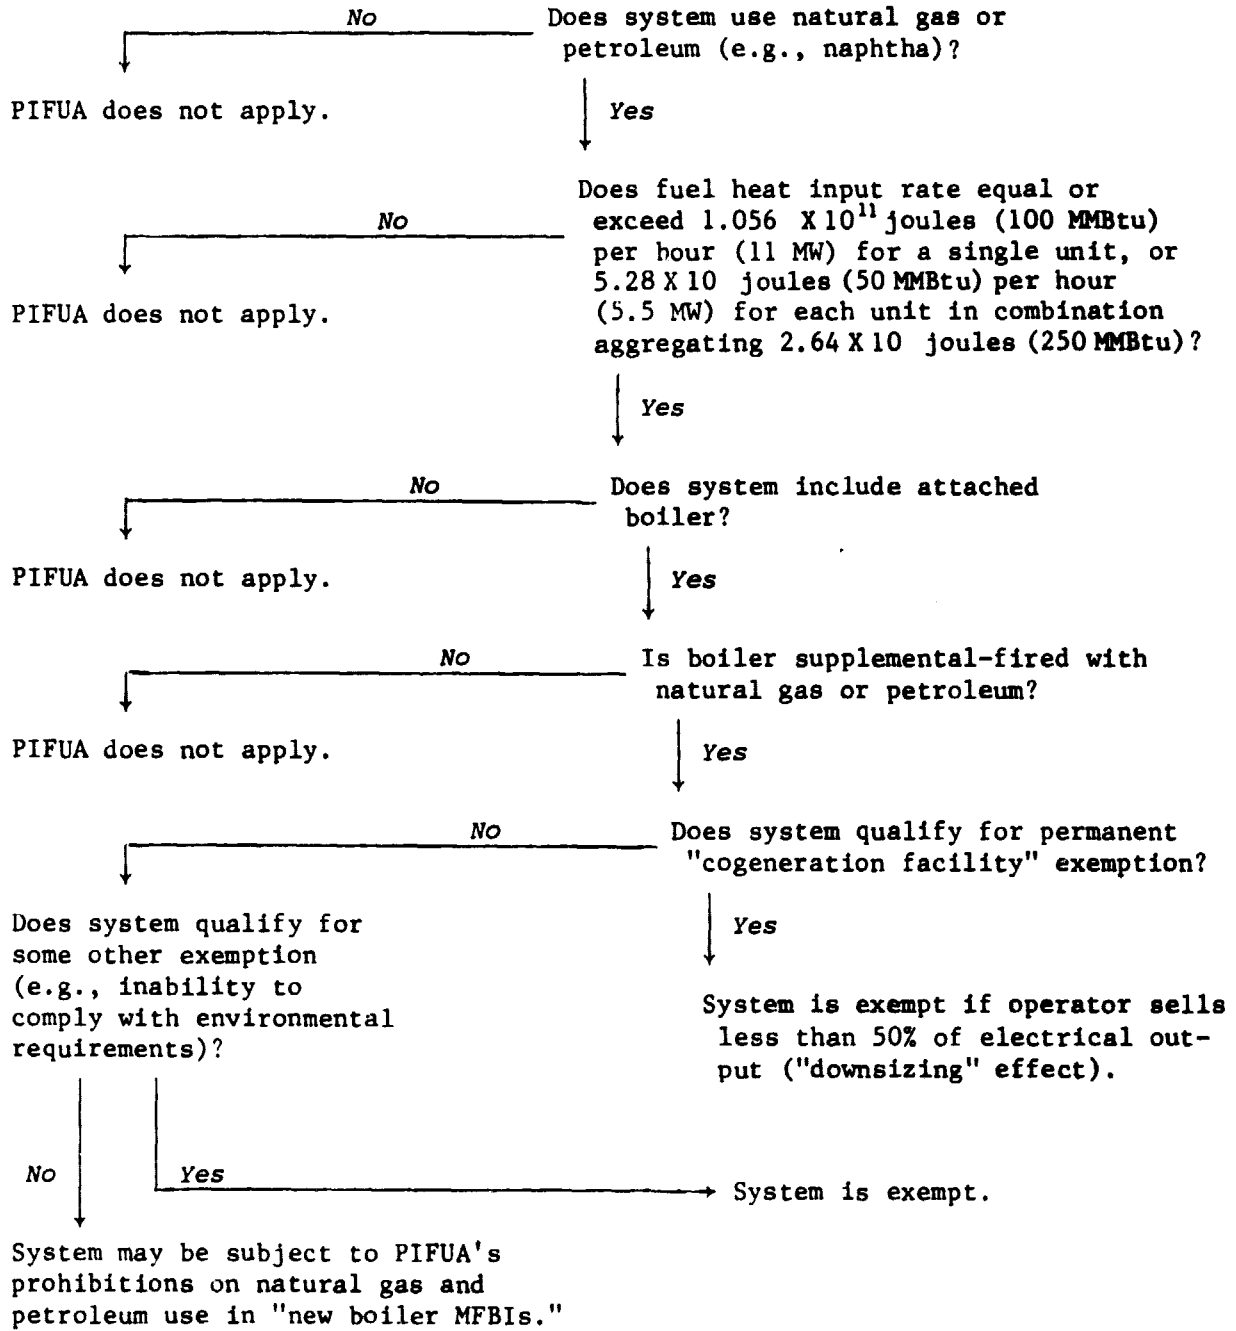 No
Does system use natural gas or
petroleum (e.g., naphtha)?
PIFUA does not apply.
Yes
Does fuel heat input rate equal or
exceed 1.056 X 10¹¹ joules (100 MMBtu)
per hour (11 MW) for a single unit, or
5.28 X 10 joules (50 MMBtu) per hour
(5.5 MW) for each unit in combination
aggregating 2.64 X 10 joules (250 MMBtu)?
No
PIFUA does not apply.
Yes
No
Does system include attached
boiler?
PIFUA does not apply.
Yes
No
Is boiler supplemental-fired with
natural gas or petroleum?
PIFUA does not apply.
Yes
No
Does system qualify for permanent
"cogeneration facility" exemption?
Does system qualify for
some other exemption
(e.g., inability to
comply with environmental
requirements)?
Yes
System is exempt if operator sells
less than 50% of electrical out-
put ("downsizing" effect).
No
Yes
System is exempt.
System may be subject to PIFUA's
prohibitions on natural gas and
petroleum use in "new boiler MFBIs."